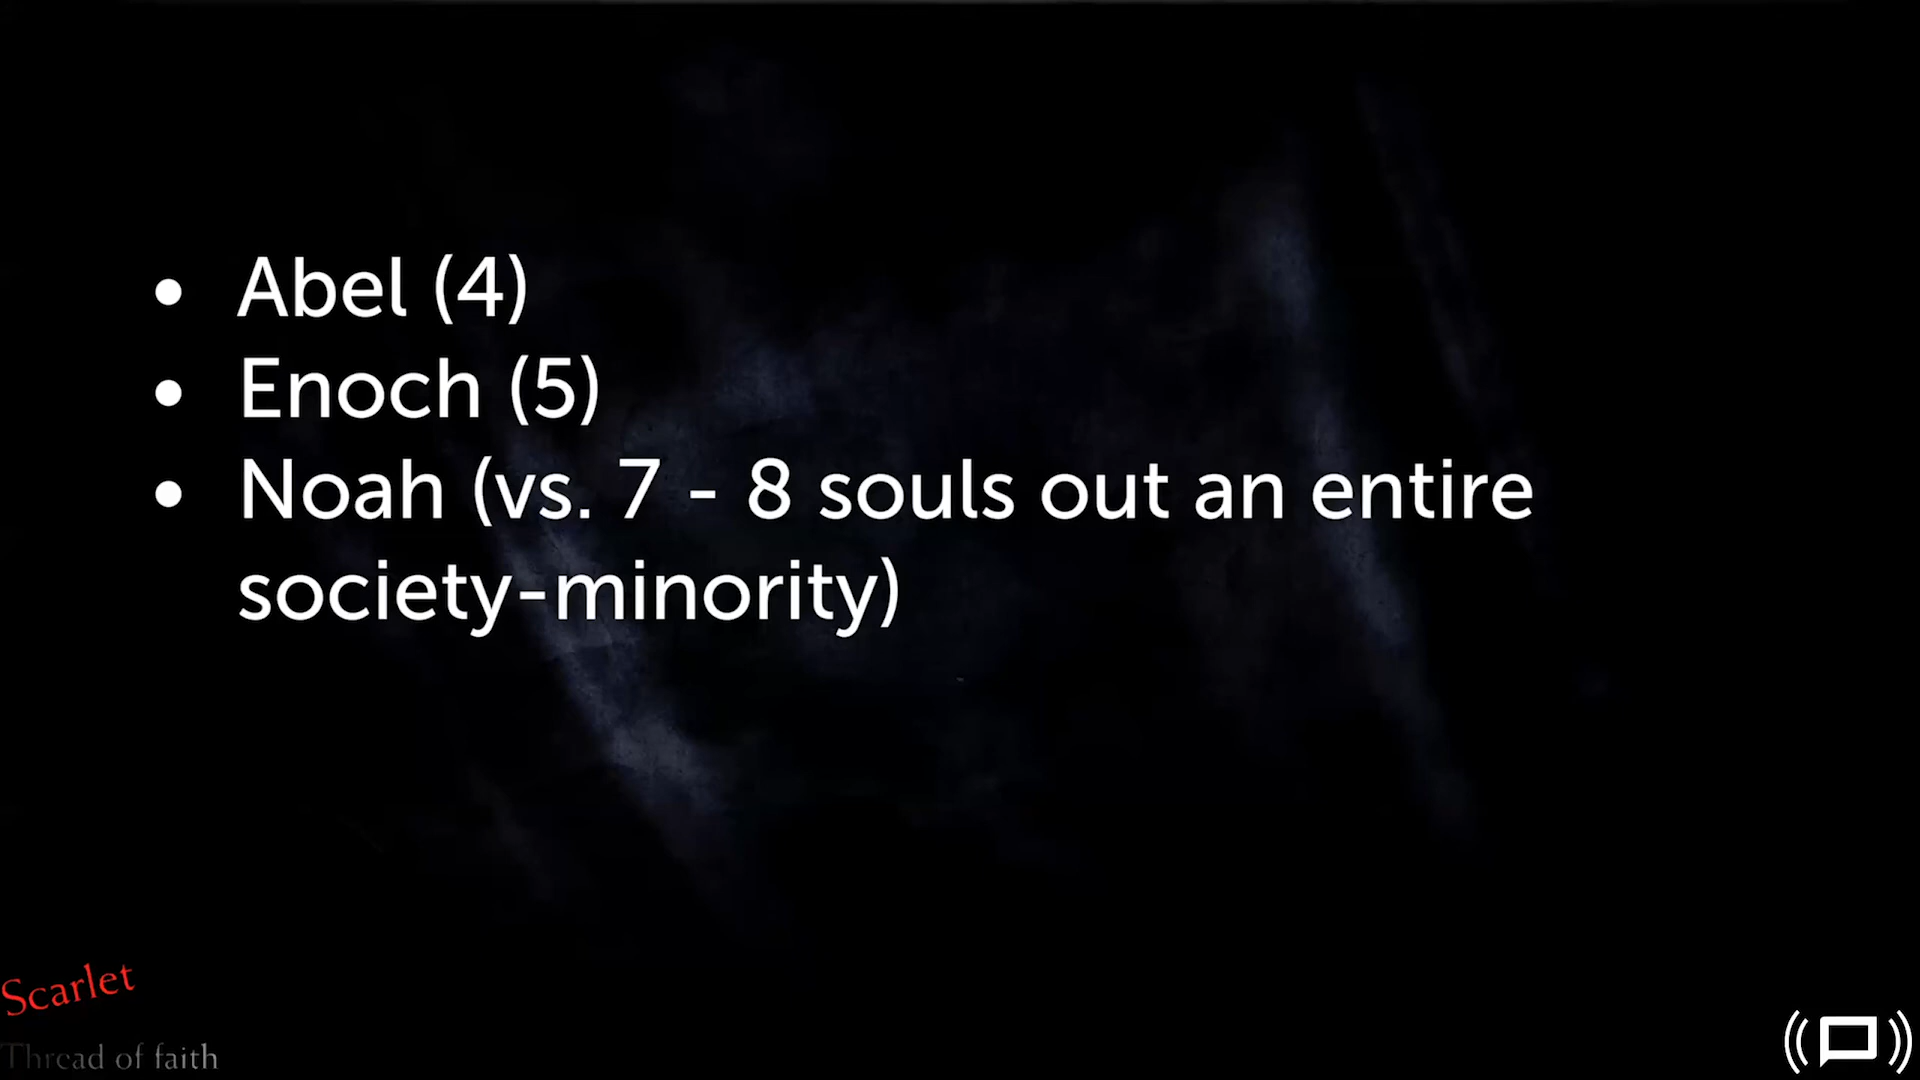 • Abel (4)
• Enoch (5)
• Noah (vs. 7 - 8 souls out an entire
society-minority)
Scarlet
Thread of faith